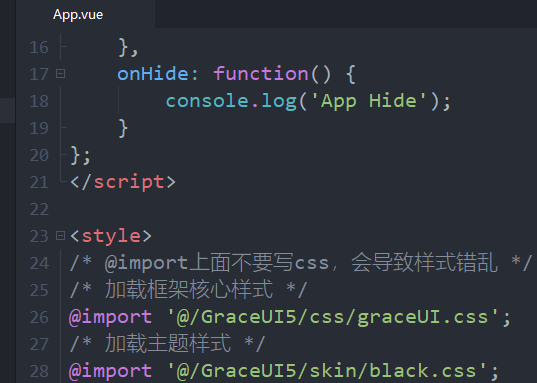 App.vue
16 },
17 onHide: function() {
18 console.log('App Hide');
19 }
20 };
21 </script>
22
23 <style>
24 /* @import上面不要写css，会导致样式错乱 */
25 /* 加载框架核心样式 */
26 @import '@/GraceUI5/css/graceUI.css';
27 /* 加载主题样式 */
28 @import '@/GraceUI5/skin/black.css';